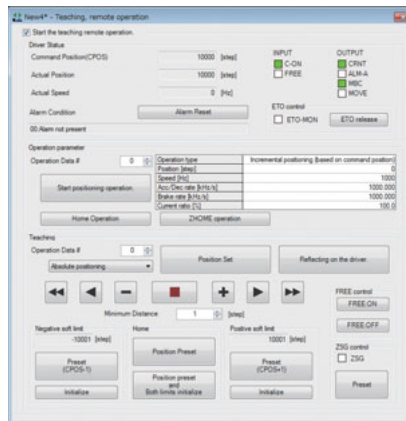 New4* - Teaching, remote operation
Start the teaching remote operation.
Driver Status
Command Position(CPOS) 10000 [step]
Actual Position 10000 [step]
Actual Speed 0 [Hz]
Alarm Condition Alarm Reset
00:Alarm not present
INPUT
C-ON
FREE
OUTPUT
CRNT
ALM-A
MBC
MOVE
ETO control
ETO-MON ETO release
Operation parameter
Operation Data # 0
Start positioning operation.
Operation type Incremental positioning (based on command position)
Position [step] 0
Speed [Hz] 1000
Acc/Dec rate [kHz/s] 1000.000
Brake rate [kHz/s] 1000.000
Current ratio [%] 100.0
Home Operation ZHOME operation
Teaching
Operation Data # 0
Absolute positioning
Position Set Reflecting on the driver.
Minimum Distance 1 [step]
FREE control
FREE:ON
FREE:OFF
Negative soft limit
-10001 [step]
Preset
(CPOS-1)
Initialize
Home
Position Preset
Position preset
and
Both limits initialize
Positive soft limit
10001 [step]
Preset
(CPOS+1)
Initialize
ZSG control
ZSG
Preset